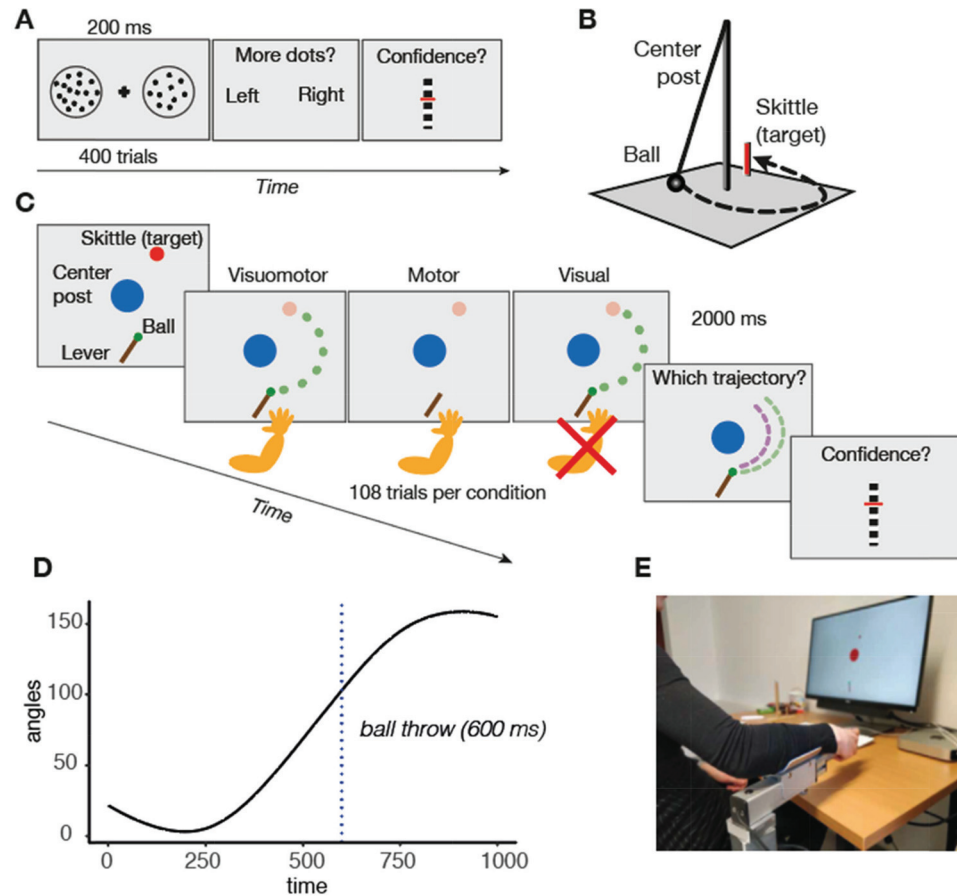 A
200 ms
More dots?
Left Right
Confidence?
400 trials
Time
B
Center
post
Skittle
(target)
Ball
C
Skittle (target)
Center
post
Ball
Lever
Visuomotor
Motor
Visual
2000 ms
Which trajectory?
Confidence?
108 trials per condition
Time
D
150
100
50
0
angles
ball throw (600 ms)
0 250 500 750 1000
time
E